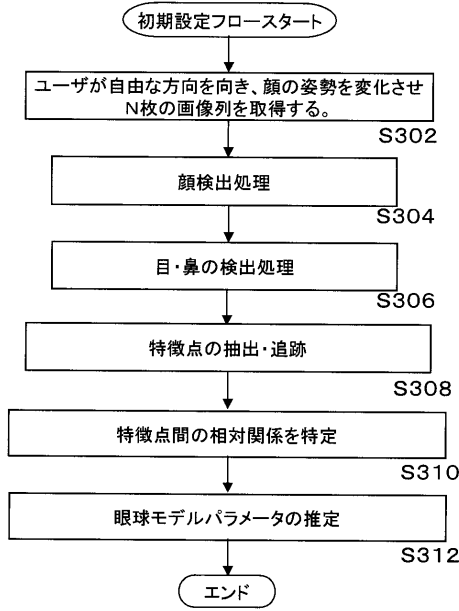 初期設定フロースタート
ユーザが自由な方向を向き、顔の姿勢を変化させ
N枚の画像列を取得する。
S302
顔検出処理
S304
目・鼻の検出処理
S306
特徴点の抽出・追跡
S308
特徴点間の相対関係を特定
S310
眼球モデルパラメータの推定
S312
エンド